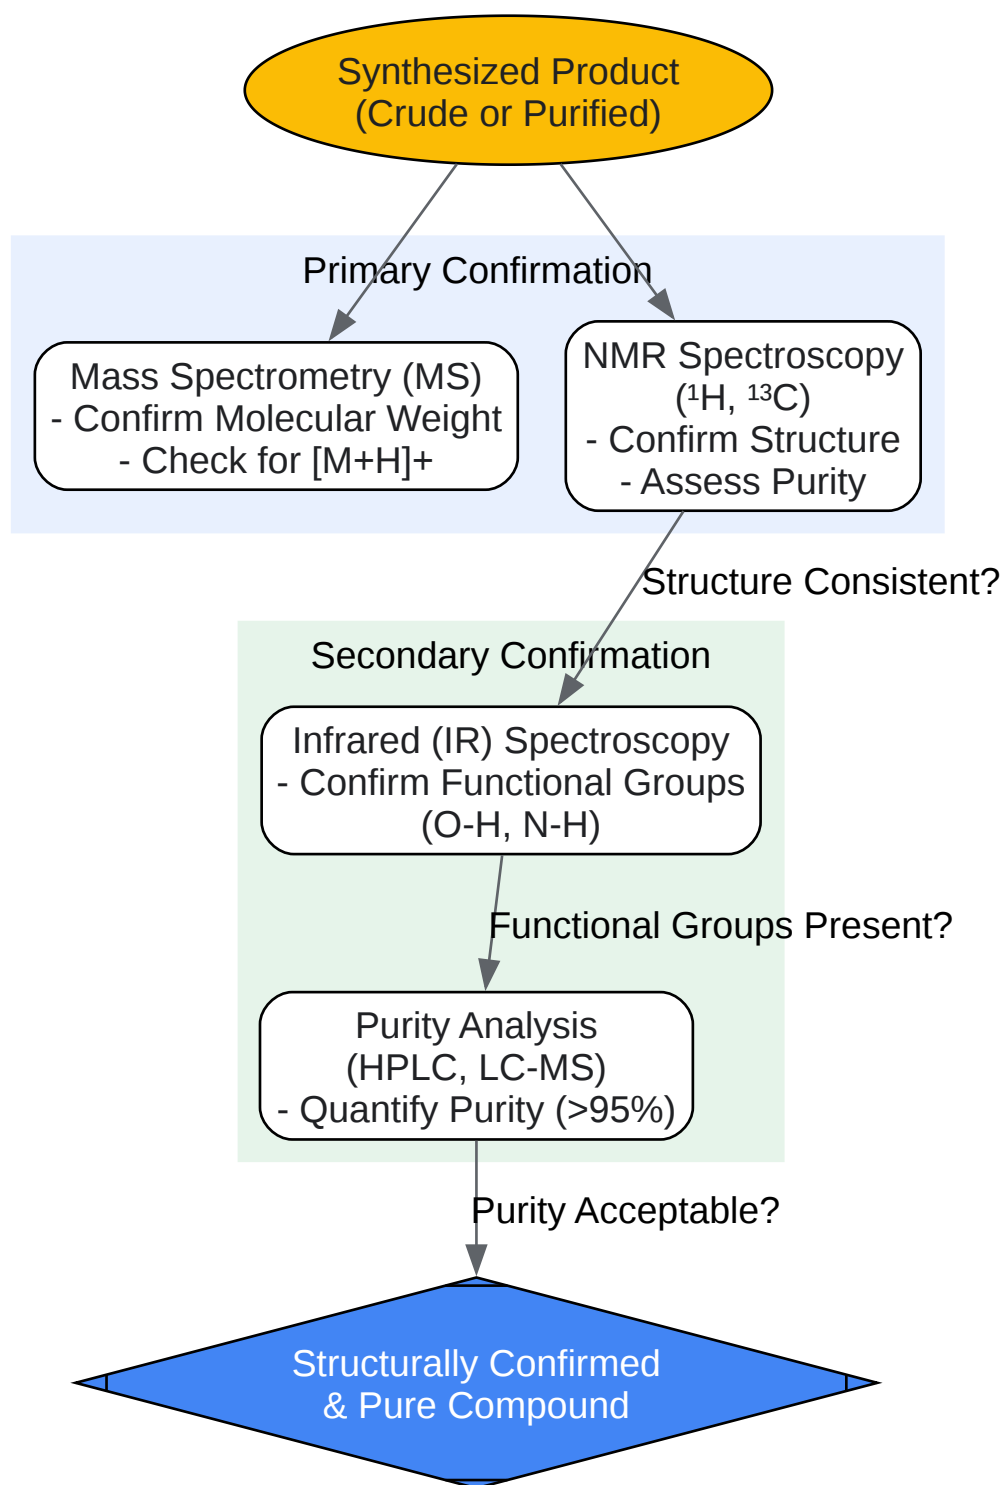 Synthesized Product
(Crude or Purified)
Primary Confirmation
Mass Spectrometry (MS)
- Confirm Molecular Weight
- Check for [M+H]+
NMR Spectroscopy
(¹H, ¹³C)
- Confirm Structure
- Assess Purity
Structure Consistent?
Secondary Confirmation
Infrared (IR) Spectroscopy
- Confirm Functional Groups
(O-H, N-H)
Functional Groups Present?
Purity Analysis
(HPLC, LC-MS)
- Quantify Purity (>95%)
Purity Acceptable?
Structurally Confirmed
& Pure Compound